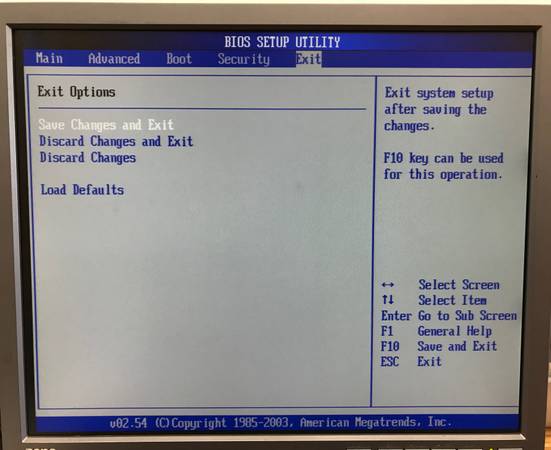 BIOS SETUP UTILITY
Main Advanced Boot Security Exit
Exit Options
Save Changes and Exit
Discard Changes and Exit
Discard Changes
Load Defaults
Exit system setup
after saving the
changes.
F10 key can be used
for this operation.
↔ Select Screen
↑↓ Select Item
Enter Go to Sub Screen
F1 General Help
F10 Save and Exit
ESC Exit
v02.54 (C)Copyright 1985-2003, American Megatrends, Inc.